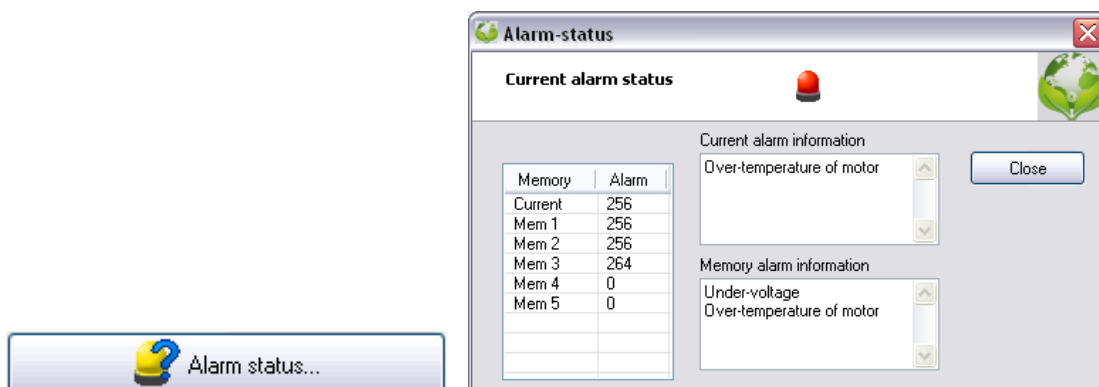 Alarm-status
Current alarm status
Current alarm information
Over-temperature of motor
Close
Memory Alarm
Current 256
Mem 1 256
Mem 2 256
Mem 3 264
Mem 4 0
Mem 5 0
Memory alarm information
Under-voltage
Over-temperature of motor
Alarm status...